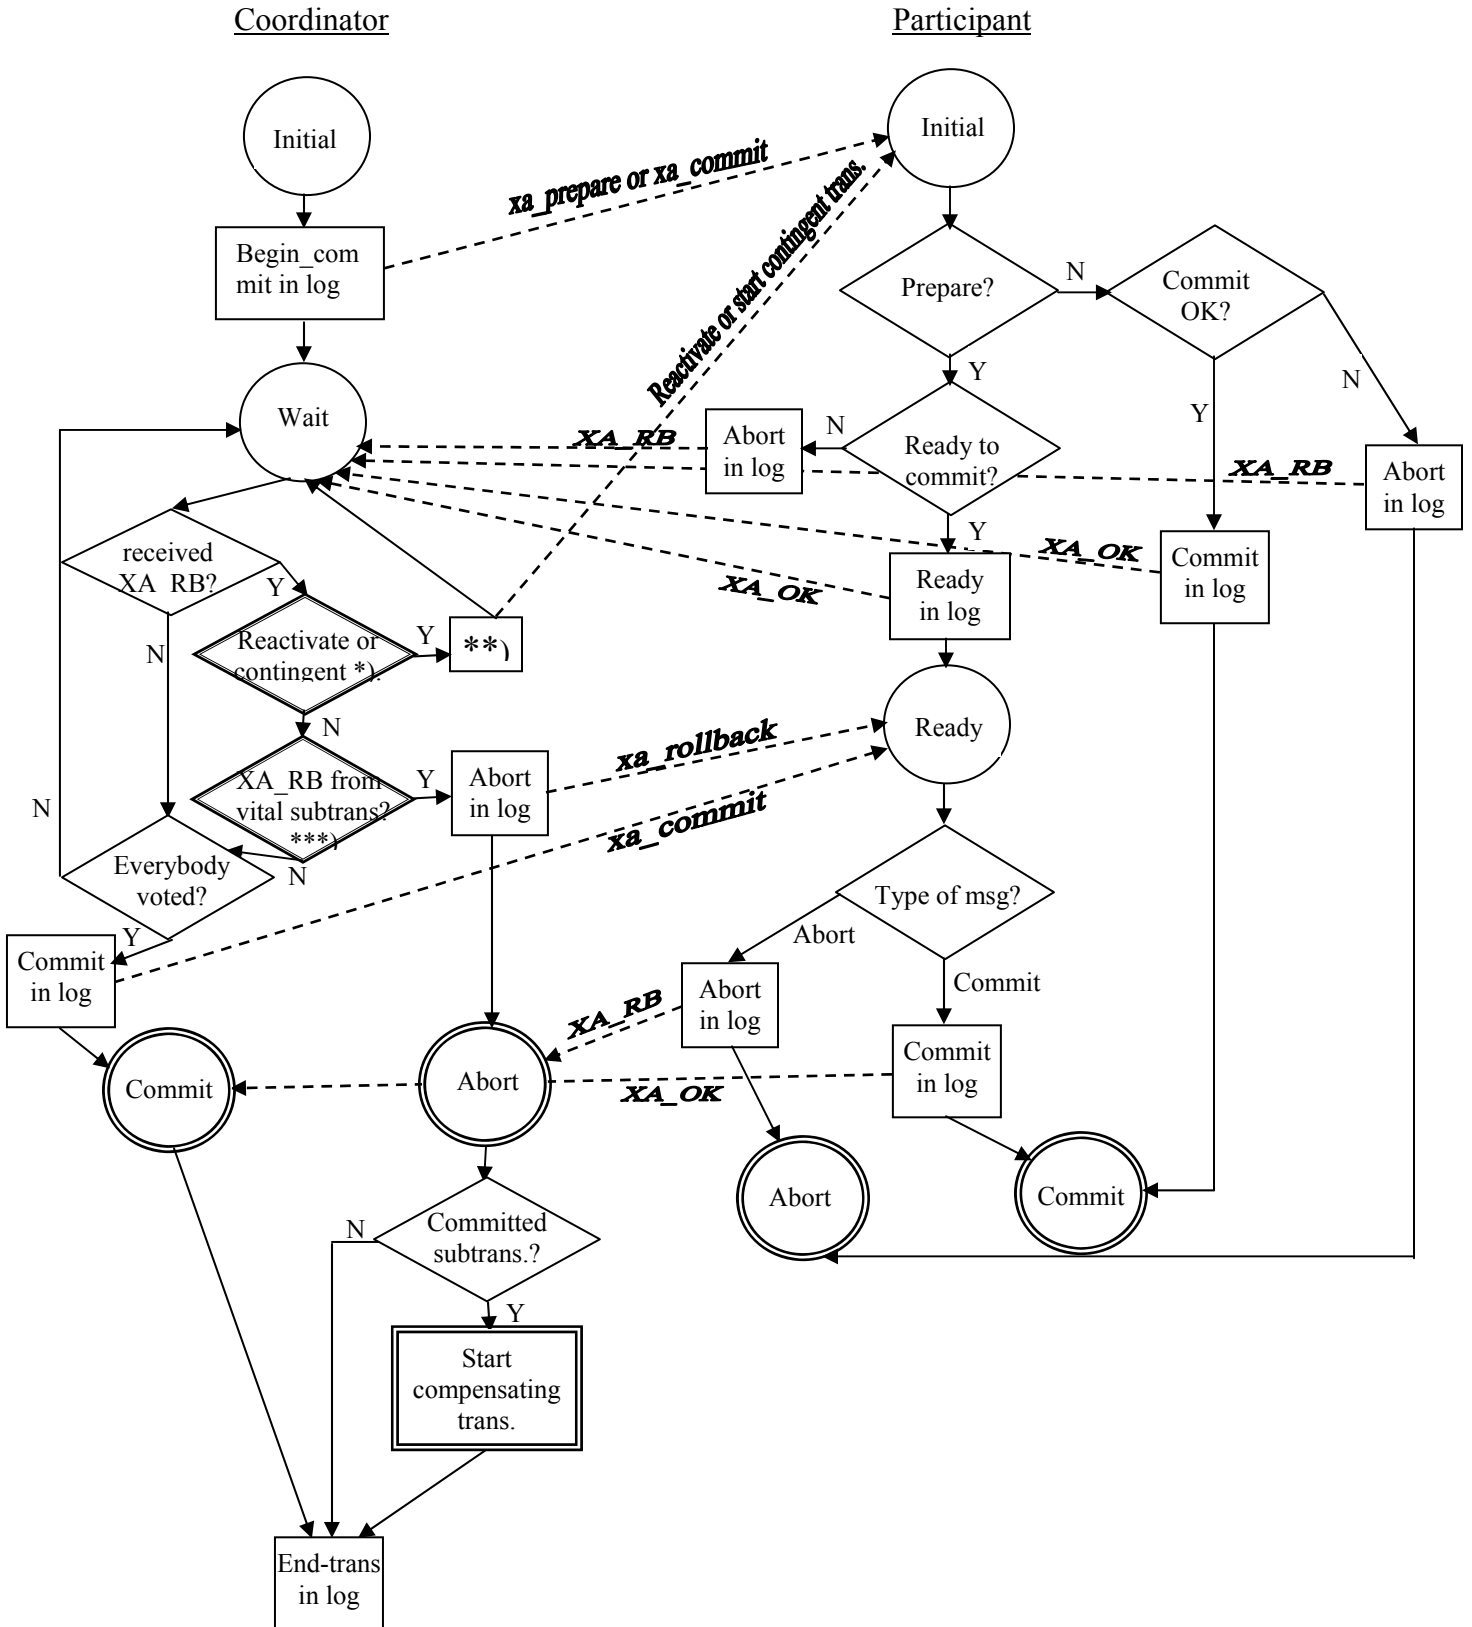 Coordinator
Participant
Initial
Initial
xa_prepare or xa_commit
Reactivate or start contingent trans.
Begin_com
mit in log
Prepare?
N
Commit
OK?
Y
N
Y
Wait
N
XA_RB
Abort
in log
Ready to
commit?
XA_RB
Abort
in log
Y
received
XA_RB?
Y
N
XA_OK
XA_OK
Ready
in log
Commit
in log
Reactivate or
contingent *).
Y
**)
N
Ready
XA_RB from
vital subtrans?
***)
Y
Abort
in log
xa_rollback
xa_commit
N
N
Everybody
voted?
Y
Type of msg?
Abort
Commit
Commit
in log
Abort
in log
XA_RB
Commit
in log
Commit
Abort
XA_OK
Abort
Commit
N
Committed
subtrans.?
Y
Start
compensating
trans.
End-trans
in log